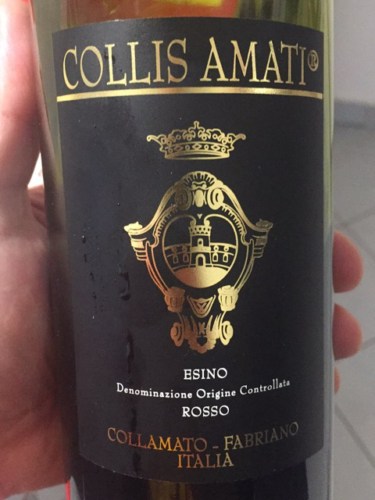 COLLIS AMATI®
ESINO
Denominazione Origine Controllata
ROSSO
COLLAMATO - FABRIANO
ITALIA